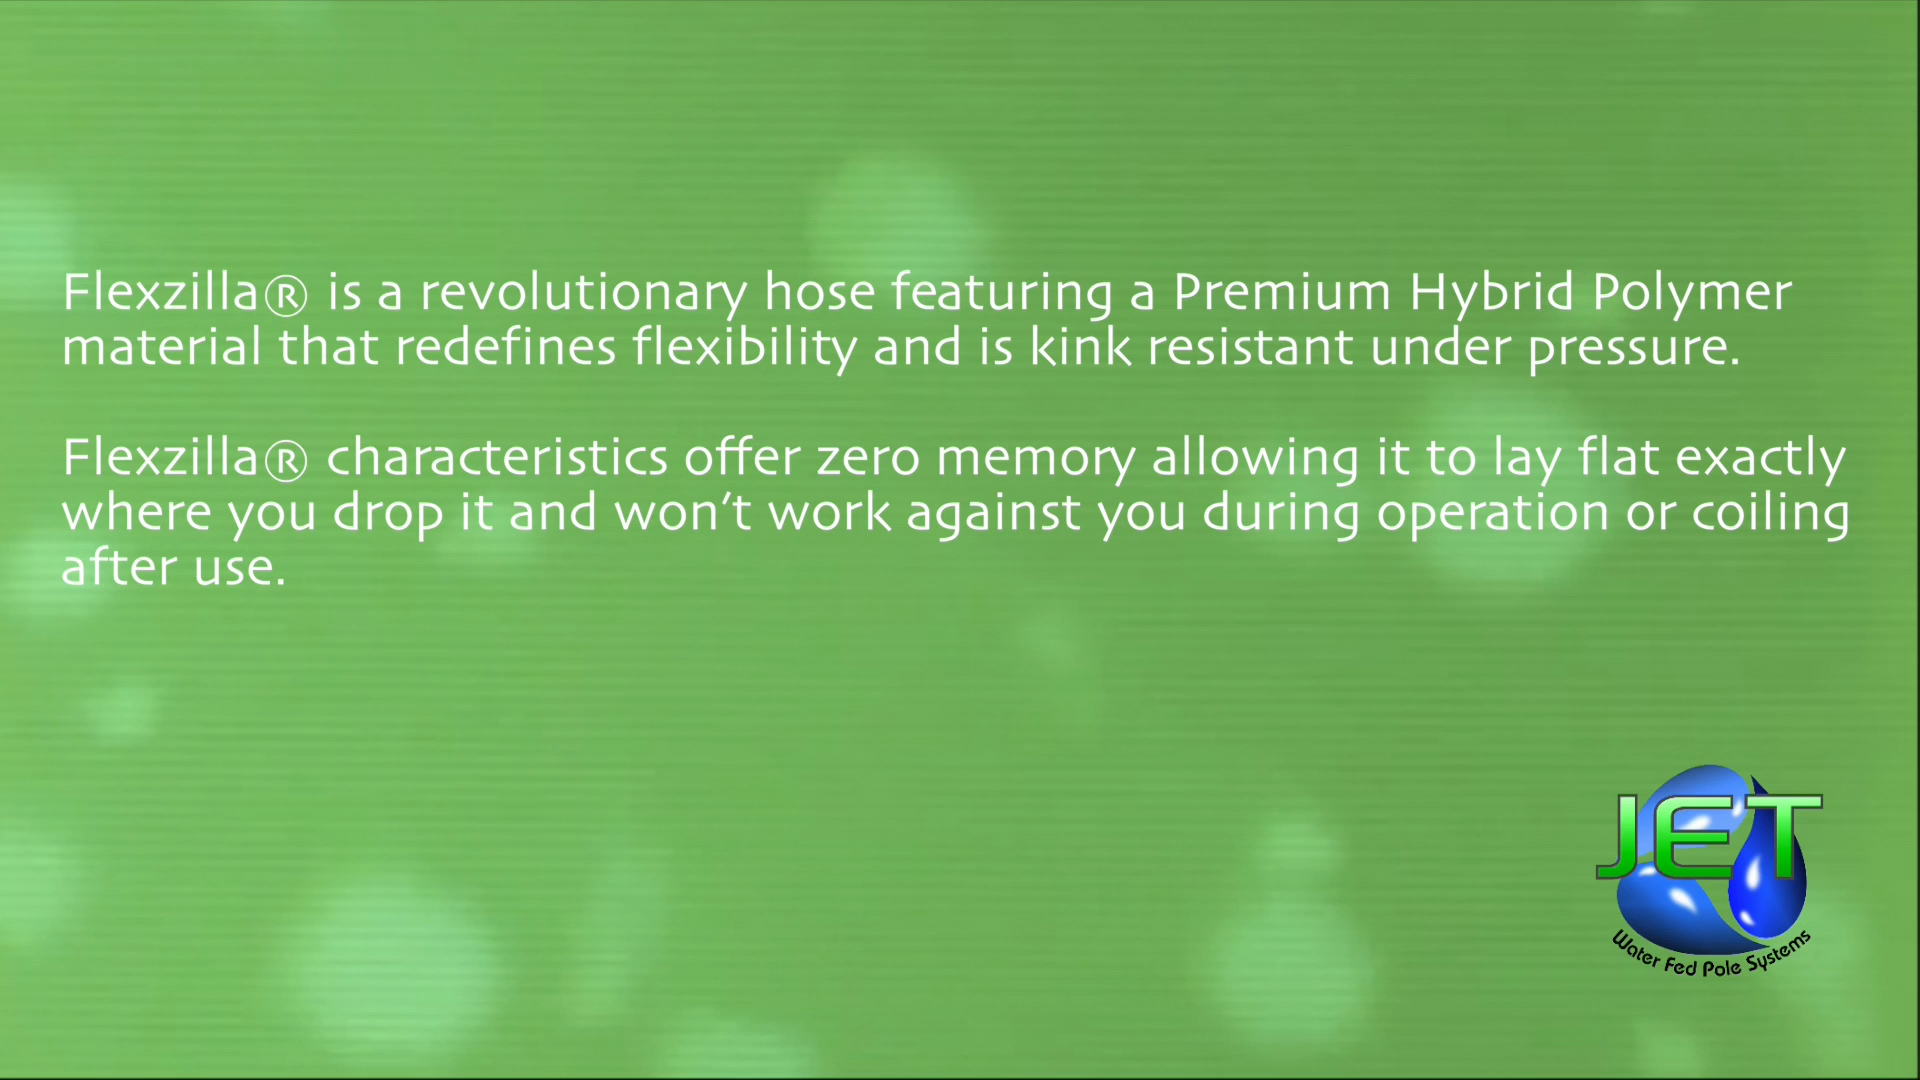 Flexzilla® is a revolutionary hose featuring a Premium Hybrid Polymer
material that redefines flexibility and is kink resistant under pressure.
Flexzilla® characteristics offer zero memory allowing it to lay flat exactly
where you drop it and won’t work against you during operation or coiling
after use.
JET
Water Fed Pole Systems